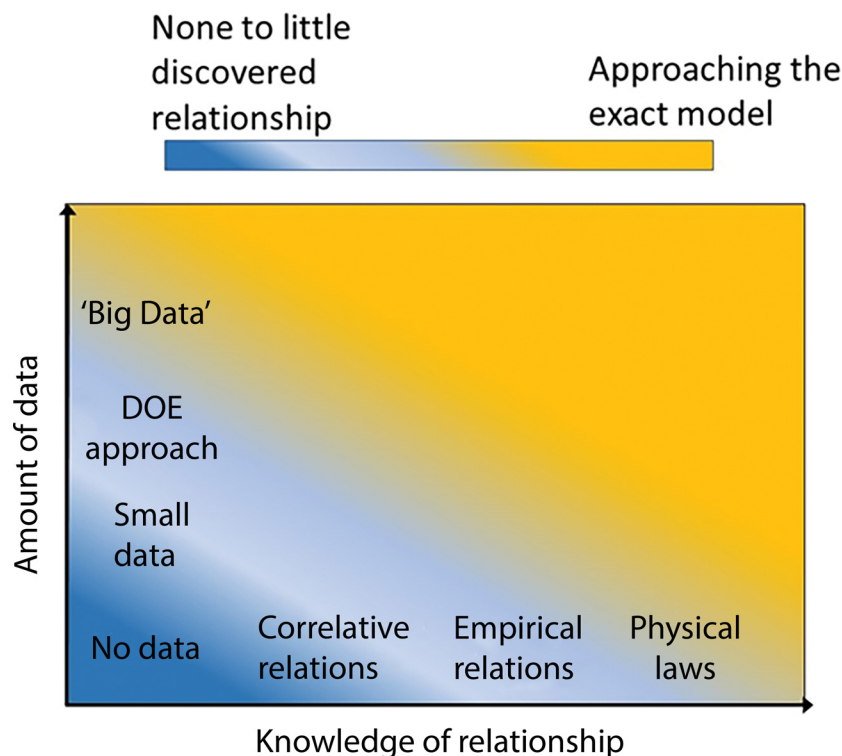 None to little
discovered
relationship
Approaching the
exact model
Amount of data
‘Big Data’
DOE
approach
Small
data
No data
Correlative
relations
Empirical
relations
Physical
laws
Knowledge of relationship